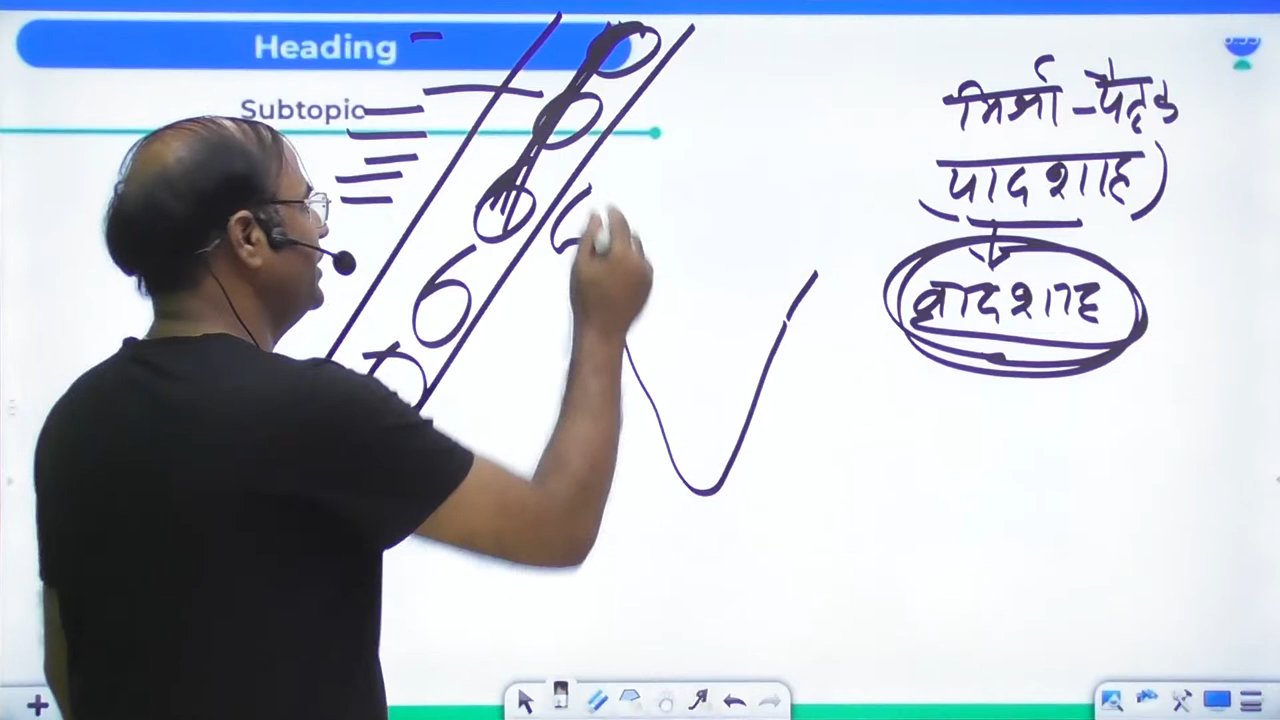 Heading
Subtopic
मिर्ज़ा - पैतृक
(पादशाह)
बादशाह